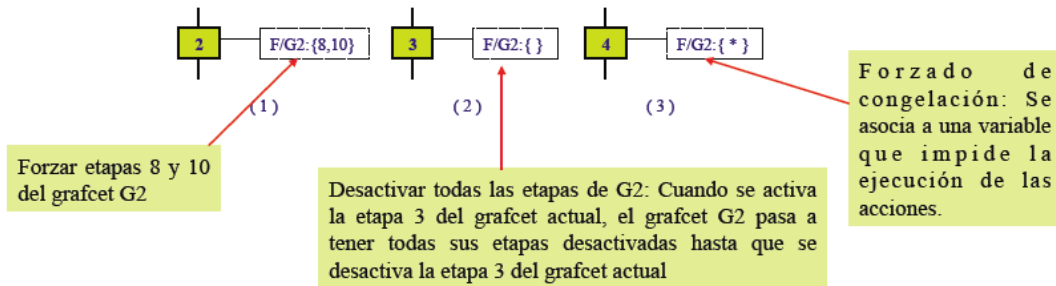 2
F/G2:{8,10}
3
F/G2:{ }
4
F/G2:{ * }
( 1 )
( 2 )
( 3 )
Forzar etapas 8 y 10
del grafcet G2
Desactivar todas las etapas de G2: Cuando se activa
la etapa 3 del grafcet actual, el grafcet G2 pasa a
tener todas sus etapas desactivadas hasta que se
desactiva la etapa 3 del grafcet actual
Forzado de
congelación: Se
asocia a una variable
que impide la
ejecución de las
acciones.